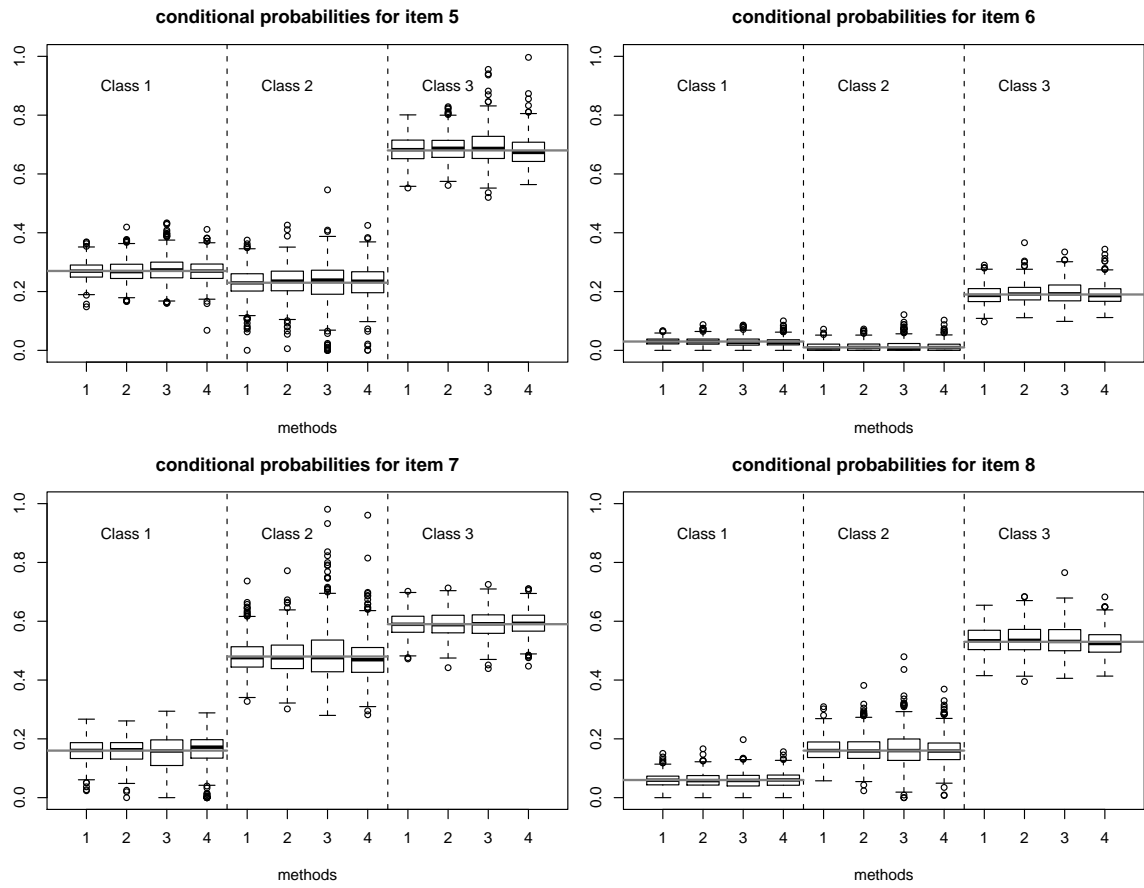 conditional probabilities for item 5
1.0
0.8
0.6
0.4
0.2
0.0
Class 1
Class 2
Class 3
1 2 3 4 1 2 3 4 1 2 3 4
methods
conditional probabilities for item 6
1.0
0.8
0.6
0.4
0.2
0.0
Class 1
Class 2
Class 3
1 2 3 4 1 2 3 4 1 2 3 4
methods
conditional probabilities for item 7
1.0
0.8
0.6
0.4
0.2
0.0
Class 1
Class 2
Class 3
1 2 3 4 1 2 3 4 1 2 3 4
methods
conditional probabilities for item 8
1.0
0.8
0.6
0.4
0.2
0.0
Class 1
Class 2
Class 3
1 2 3 4 1 2 3 4 1 2 3 4
methods